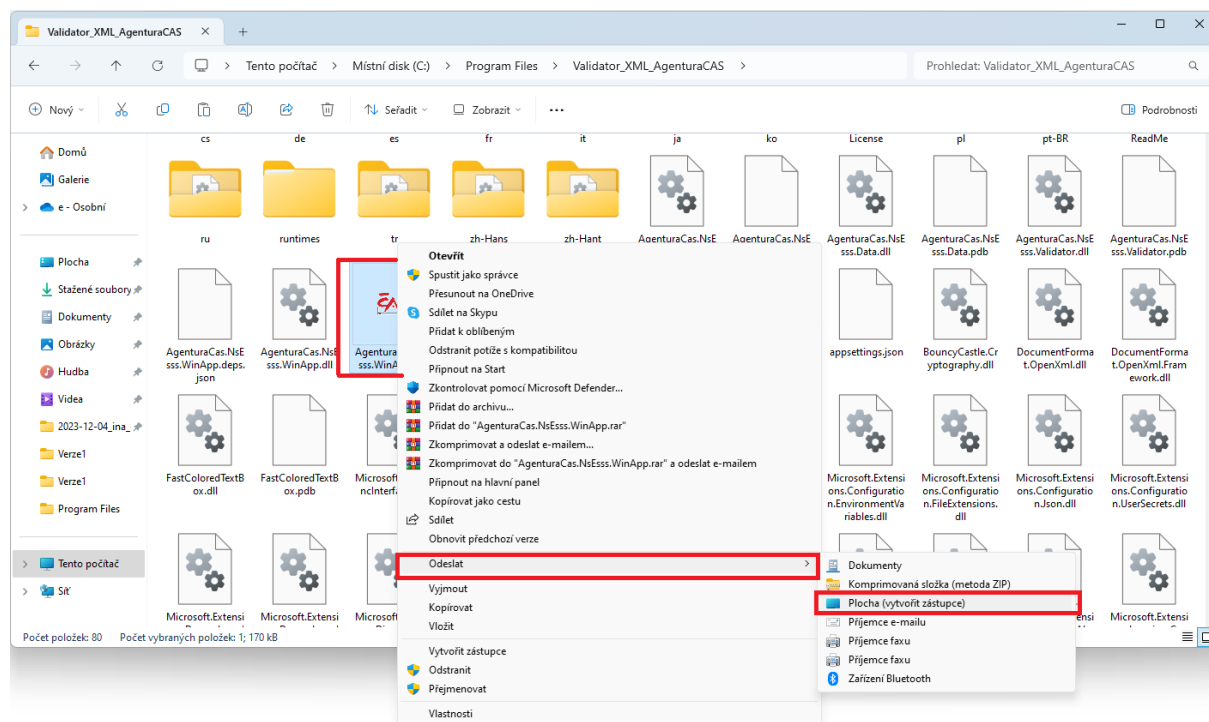 Validator_XML_AgenturaCAS
Tento počítač > Místní disk (C:) > Program Files > Validator_XML_AgenturaCAS >
Prohledat: Validator_XML_AgenturaCAS
Nový
Seřadit
Zobrazit
Podrobnosti
Domů
Galerie
e - Osobní
Plocha
Stažené soubory
Dokumenty
Obrázky
Hudba
Videa
2023-12-04_ina_
Verze1
Verze1
Program Files
Tento počítač
Síť
cs
de
es
fr
it
ja
ko
License
pl
pt-BR
ReadMe
ru
runtimes
tr
zh-Hans
zh-Hant
AgenturaCas.NsE
AgenturaCas.NsE
AgenturaCas.NsE
sss.Data.dll
AgenturaCas.NsE
sss.Data.pdb
AgenturaCas.NsE
sss.Validator.dll
AgenturaCas.NsE
sss.Validator.pdb
AgenturaCas.NsE
sss.WinApp.deps.
json
AgenturaCas.NsE
sss.WinApp.dll
appsettings.json
BouncyCastle.Cr
yptography.dll
DocumentForma
t.OpenXml.dll
DocumentForma
t.OpenXml.Fram
ework.dll
FastColoredTextB
ox.dll
FastColoredTextB
ox.pdb
Microsoft.Extensi
ons.Configuratio
n.EnvironmentVa
riables.dll
Microsoft.Extensi
ons.Configuratio
n.FileExtensions.
dll
Microsoft.Extensi
ons.Configuratio
n.Json.dll
Microsoft.Extensi
ons.Configuratio
n.UserSecrets.dll
Microsoft.Extensi
Microsoft.Extensi
Otevřít
Spustit jako správce
Přesunout na OneDrive
Sdílet na Skypu
Přidat k oblíbeným
Odstranit potíže s kompatibilitou
Připnout na Start
Zkontrolovat pomocí Microsoft Defender...
Přidat do archivu...
Přidat do "AgenturaCas.NsEsss.WinApp.rar"
Zkomprimovat a odeslat e-mailem...
Zkomprimovat do "AgenturaCas.NsEsss.WinApp.rar" a odeslat e-mailem
Připnout na hlavní panel
Kopírovat jako cestu
Sdílet
Obnovit předchozí verze
Odeslat
Vyjmout
Kopírovat
Vložit
Vytvořit zástupce
Odstranit
Přejmenovat
Vlastnosti
Dokumenty
Komprimovaná složka (metoda ZIP)
Plocha (vytvořit zástupce)
Příjemce e-mailu
Příjemce faxu
Příjemce faxu
Zařízení Bluetooth
Počet položek: 80
Počet vybraných položek: 1; 170 kB